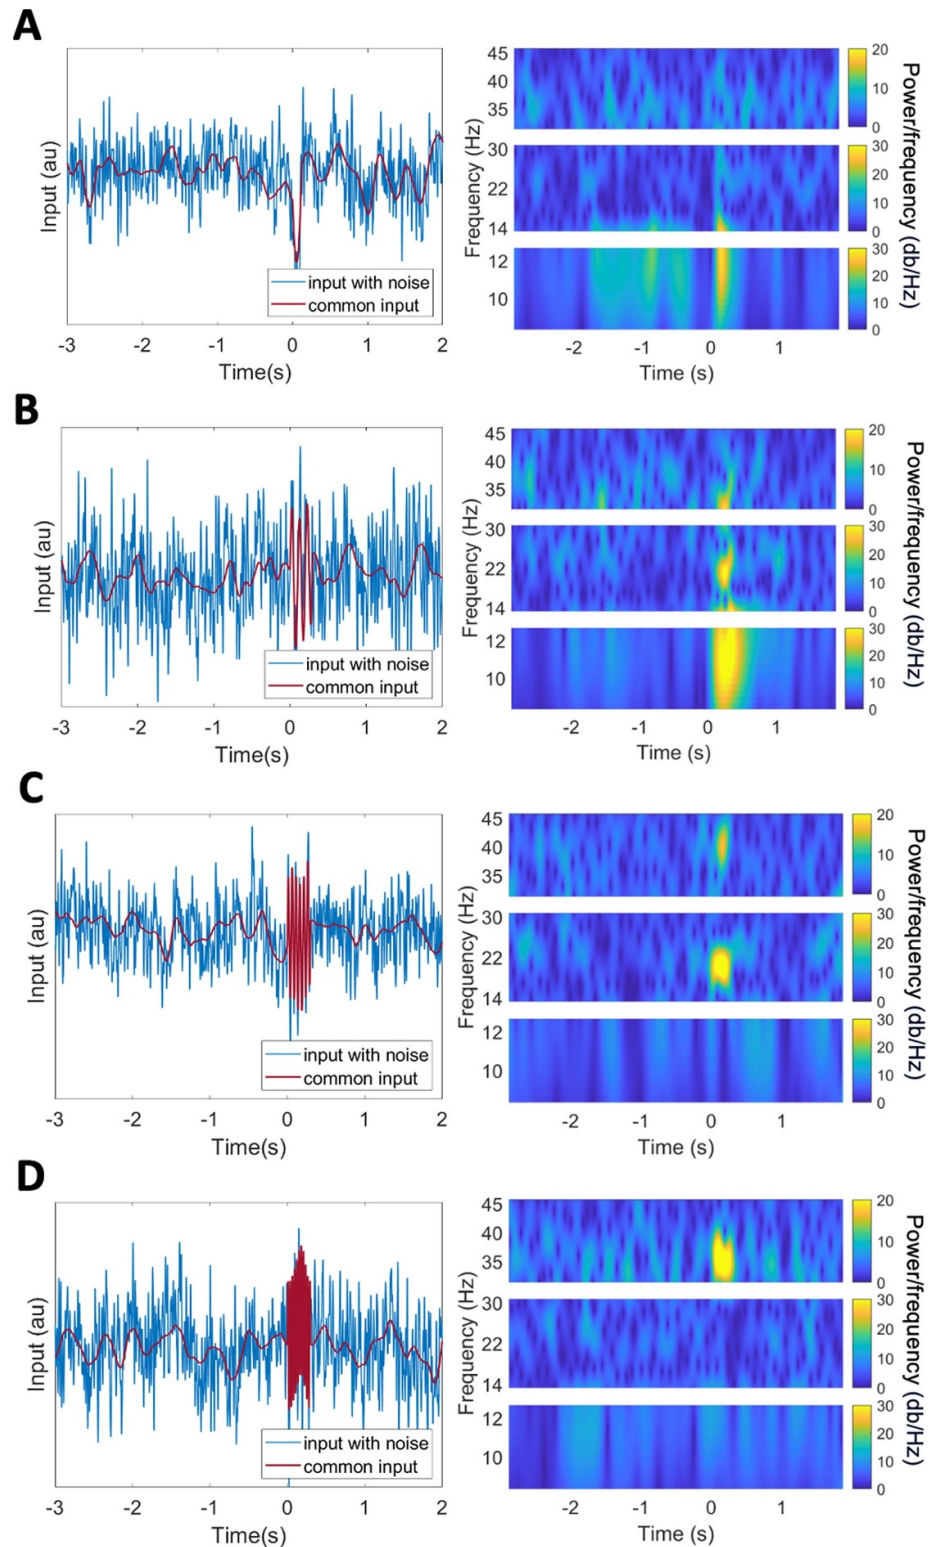 A
Input (au)
input with noise
common input
-3 -2 -1 0 1 2
Time(s)
Frequency (Hz)
45
40
35
30
22
14
12
10
-2 -1 0 1
Time (s)
20
10
0
30
20
10
0
30
20
10
0
Power/frequency (db/Hz)
B
Input (au)
input with noise
common input
-3 -2 -1 0 1 2
Time(s)
Frequency (Hz)
45
40
35
30
22
14
12
10
-2 -1 0 1
Time (s)
20
10
0
30
20
10
0
30
20
10
0
Power/frequency (db/Hz)
C
Input (au)
input with noise
common input
-3 -2 -1 0 1 2
Time(s)
Frequency (Hz)
45
40
35
30
22
14
12
10
-2 -1 0 1
Time (s)
20
10
0
30
20
10
0
30
20
10
0
Power/frequency (db/Hz)
D
Input (au)
input with noise
common input
-3 -2 -1 0 1 2
Time(s)
Frequency (Hz)
45
40
35
30
22
14
12
10
-2 -1 0 1
Time (s)
20
10
0
30
20
10
0
30
20
10
0
Power/frequency (db/Hz)